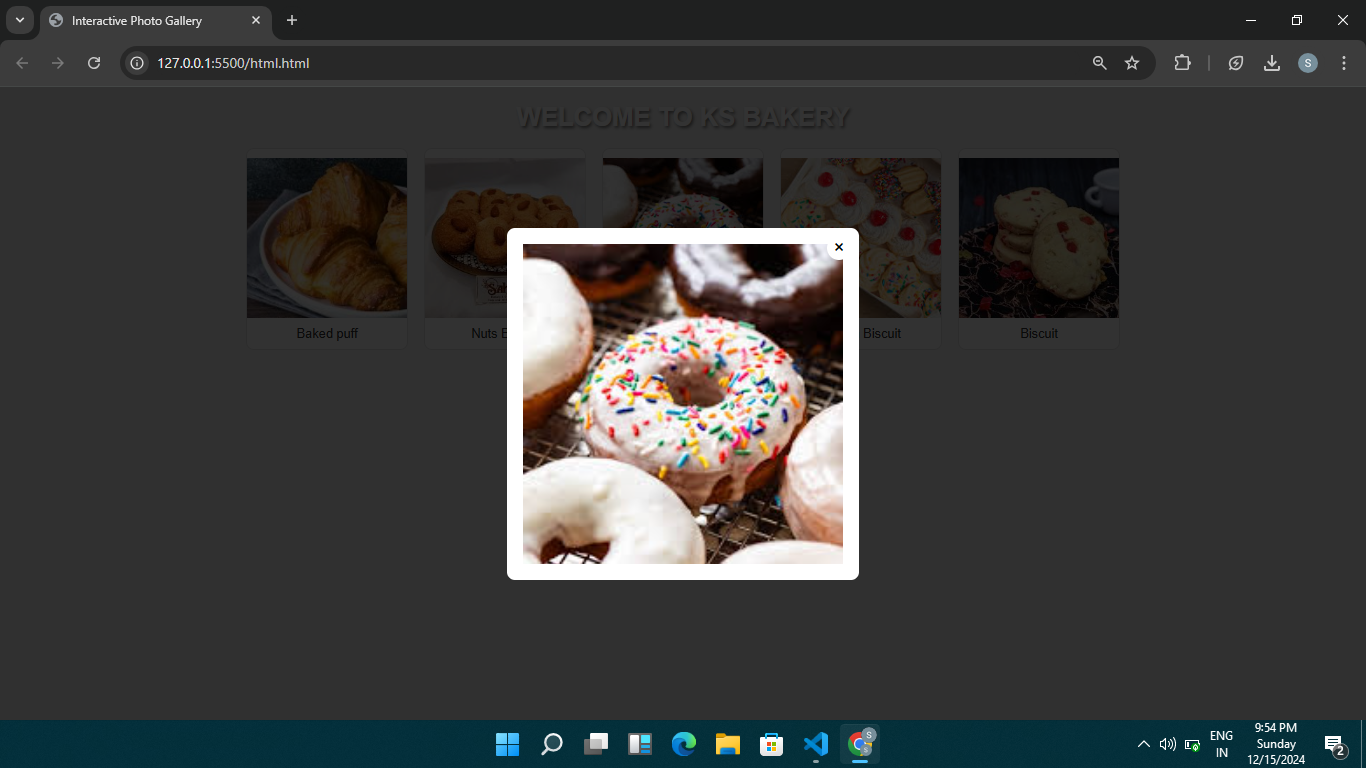 Interactive Photo Gallery
127.0.0.1:5500/html.html
S
WELCOME TO KS BAKERY
Baked puff
Nuts
Biscuit
Biscuit
S
S
ENG
IN
9:54 PM
Sunday
12/15/2024
2